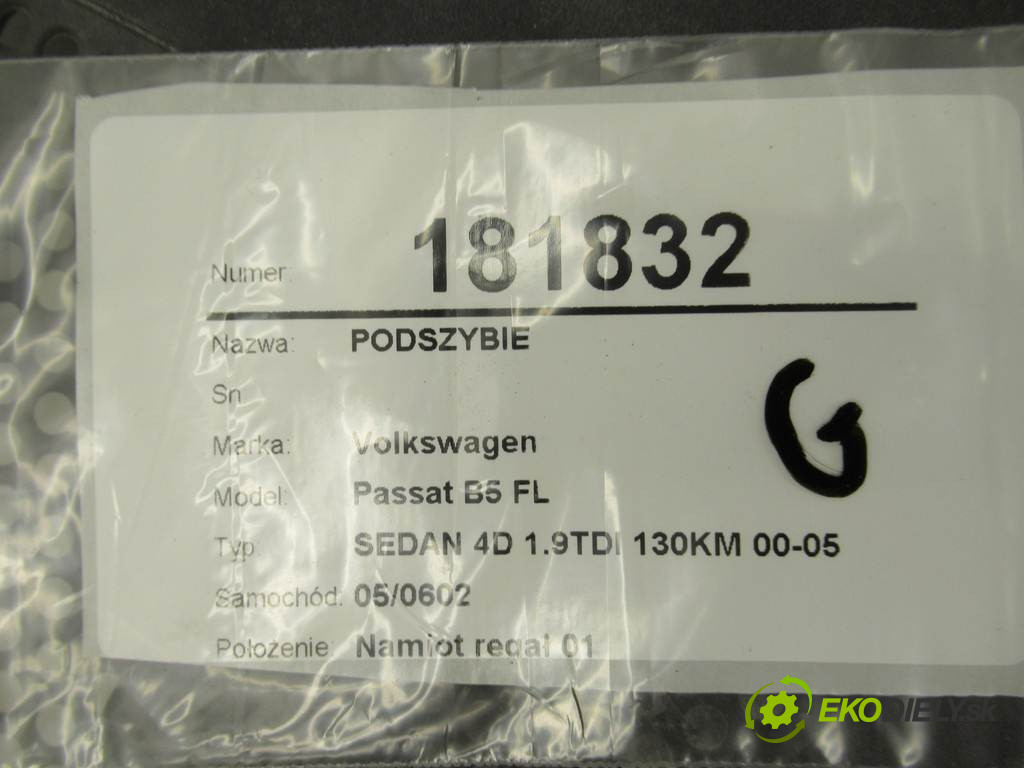 Numer: 181832
Nazwa: PODSZYBIE
Sn
Marka: Volkswagen
Model: Passat B5 FL
Typ SEDAN 4D 1.9TDI 130KM 00-05
Samochód: 05/0602
Położenie: Namiot regał 01
G
EKODIELY.sk